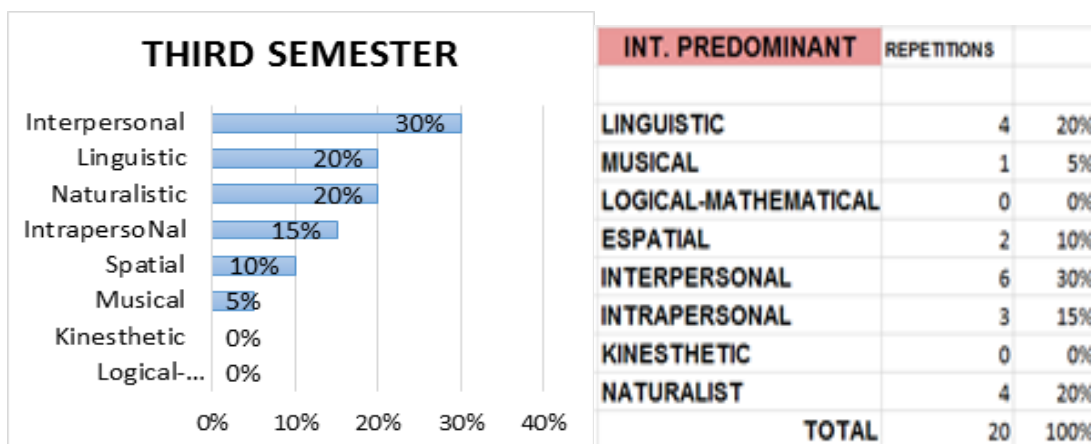 THIRD SEMESTER
Interpersonal 30%
Linguistic 20%
Naturalistic 20%
IntrapersoNal 15%
Spatial 10%
Musical 5%
Kinesthetic 0%
Logical-... 0%
0% 10% 20% 30% 40%
INT. PREDOMINANT REPETITIONS
LINGUISTIC 4 20%
MUSICAL 1 5%
LOGICAL-MATHEMATICAL 0 0%
ESPATIAL 2 10%
INTERPERSONAL 6 30%
INTRAPERSONAL 3 15%
KINESTHETIC 0 0%
NATURALIST 4 20%
TOTAL 20 100%